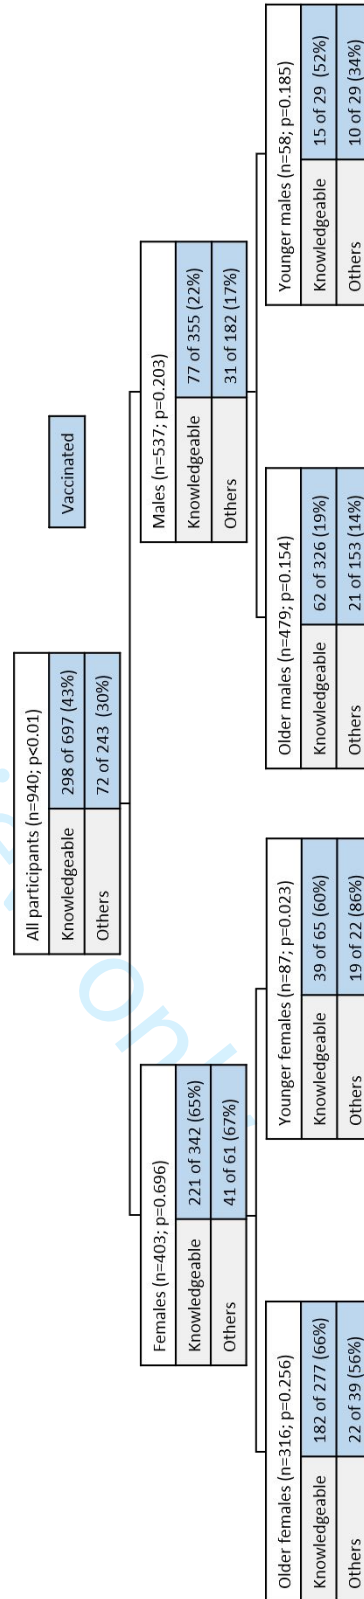 All participants (n=940; p<0.01)
Knowledgeable 298 of 697 (43%)
Others 72 of 243 (30%)
Vaccinated
Females (n=403; p=0.696)
Knowledgeable 221 of 342 (65%)
Others 41 of 61 (67%)
Males (n=537; p=0.203)
Knowledgeable 77 of 355 (22%)
Others 31 of 182 (17%)
Older females (n=316; p=0.256)
Knowledgeable 182 of 277 (66%)
Others 22 of 39 (56%)
Younger females (n=87; p=0.023)
Knowledgeable 39 of 65 (60%)
Others 19 of 22 (86%)
Older males (n=479; p=0.154)
Knowledgeable 62 of 326 (19%)
Others 21 of 153 (14%)
Younger males (n=58; p=0.185)
Knowledgeable 15 of 29 (52%)
Others 10 of 29 (34%)